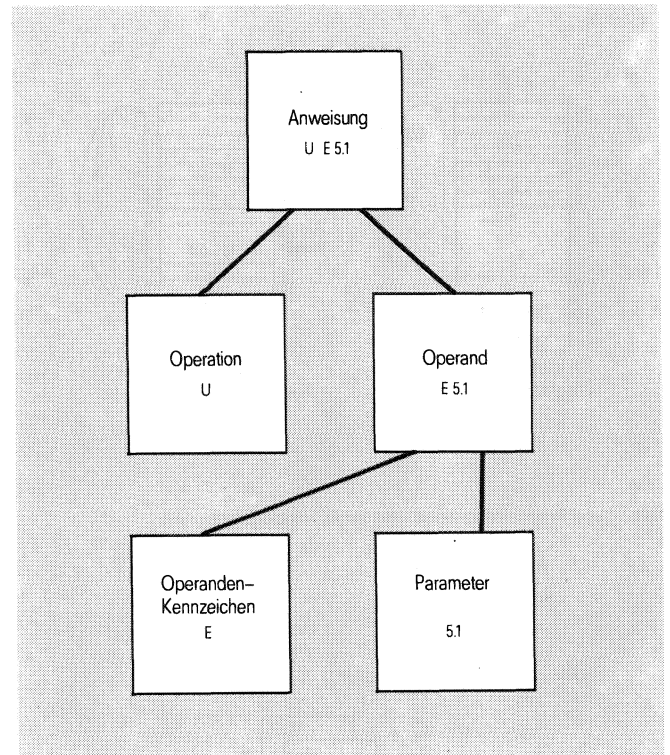 Anweisung
U E 5.1
Operation
U
Operand
E 5.1
Operanden-
Kennzeichen
E
Parameter
5.1